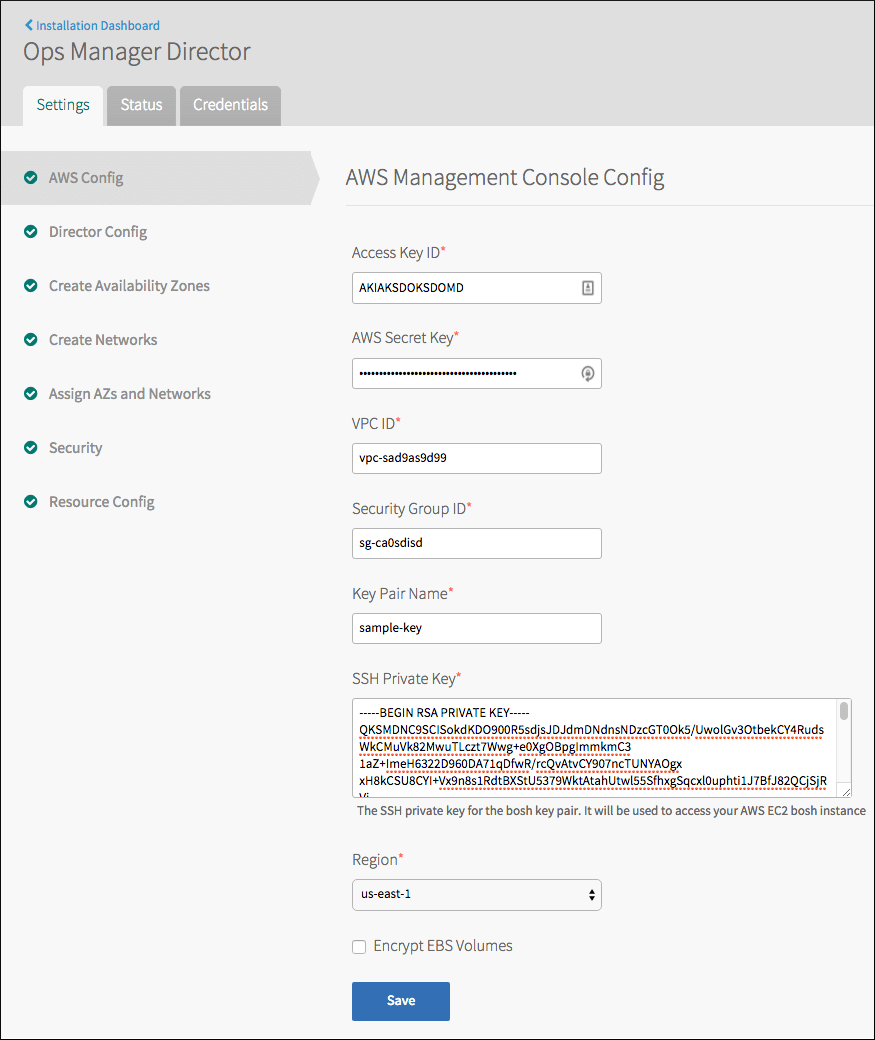 Installation Dashboard
Ops Manager Director
Settings
Status
Credentials
AWS Config
Director Config
Create Availability Zones
Create Networks
Assign AZs and Networks
Security
Resource Config
AWS Management Console Config
Access Key ID*
AKIAKSDOKSDOMD
AWS Secret Key*
VPC ID*
vpc-sad9as9d99
Security Group ID*
sg-ca0sdisd
Key Pair Name*
sample-key
SSH Private Key*
-----BEGIN RSA PRIVATE KEY-----
QKSMDNC9SCISokdKDO900R5sdjsJDJdmDNdnsNDzcGT0Ok5/UwolGv3OtbekCY4Ruds
WkCMuVk82MwuTLczt7Wwg+e0XgOBpgImmkmC3
1aZ+ImeH6322D960DA71qDfwR/rcQvAtvCY907ncTUNYAOgx
xH8kCSU8CYI+Vx9n8s1RdtBXStU5379WktAtahUtwl55SfhxgSqcxl0uphti1J7BfJ82QCjSjR
The SSH private key for the bosh key pair. It will be used to access your AWS EC2 bosh instance
Region*
us-east-1
Encrypt EBS Volumes
Save